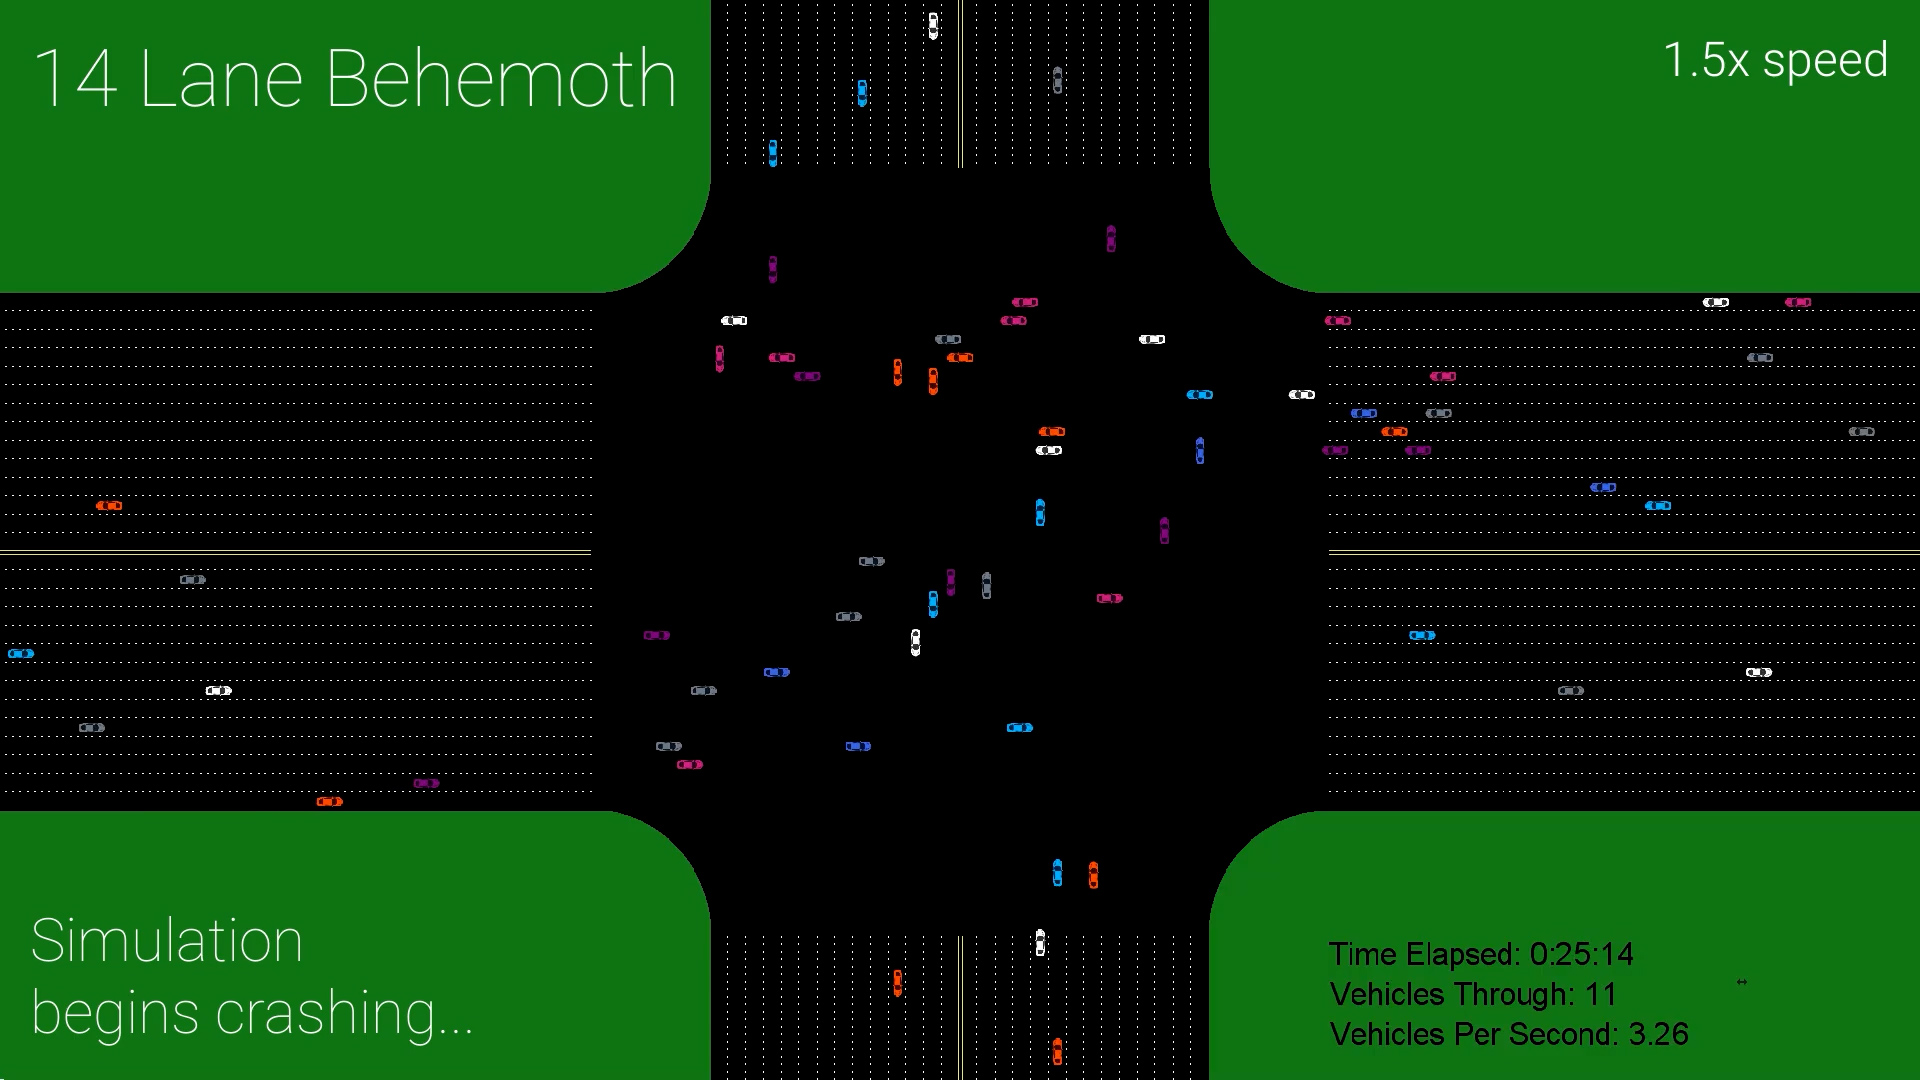 14 Lane Behemoth
1.5x speed
Simulation
begins crashing...
Time Elapsed: 0:25:14
Vehicles Through: 11
Vehicles Per Second: 3.26